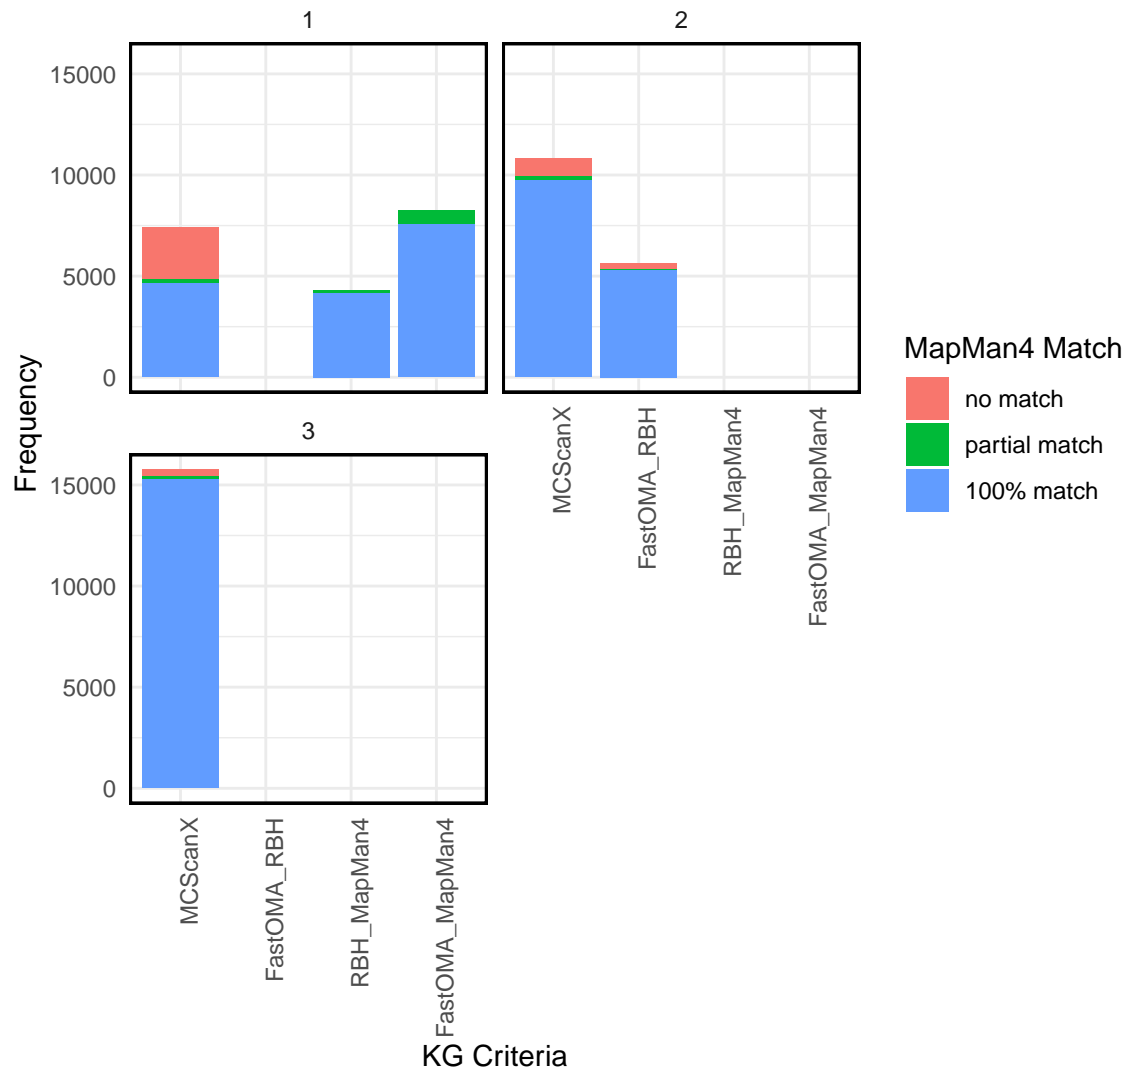 1
2
15000
10000
5000
0
3
15000
10000
5000
0
Frequency
MCScanX
FastOMA_RBH
RBH_MapMan4
FastOMA_MapMan4
MCScanX
FastOMA_RBH
RBH_MapMan4
FastOMA_MapMan4
KG Criteria
MapMan4 Match
no match
partial match
100% match